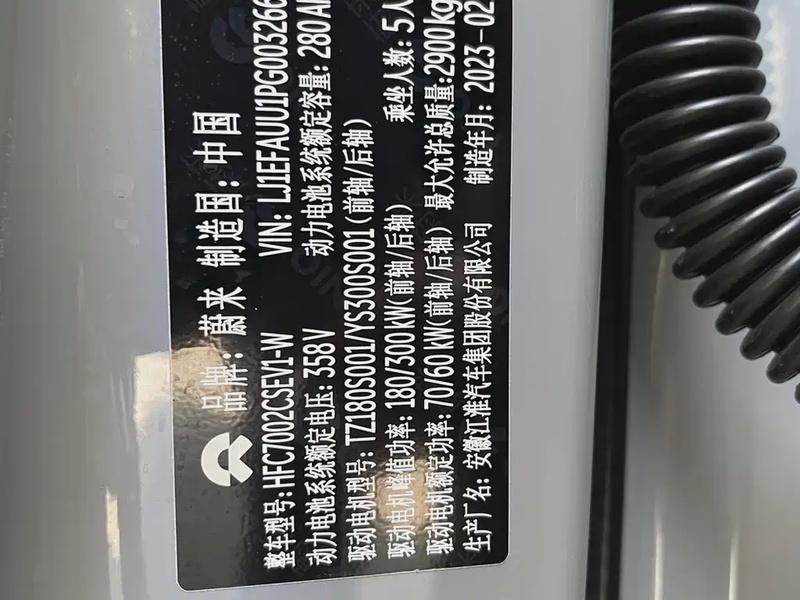 品牌：蔚来 制造国：中国
整车型号：HFC7002CSEV1-W VIN：LJ1EFAUU1PG003266
动力电池系统额定电压：358V 动力电池系统额定容量：280A
驱动电机型号：TZ180S001/YS300S001（前轴/后轴）
驱动电机峰值功率：180/300kW（前轴/后轴） 乘坐人数：5人
驱动电机额定功率：70/60kW（前轴/后轴） 最大允许总质量：2900kg
生产厂名：安徽江淮汽车集团股份有限公司 制造年月：2023-02